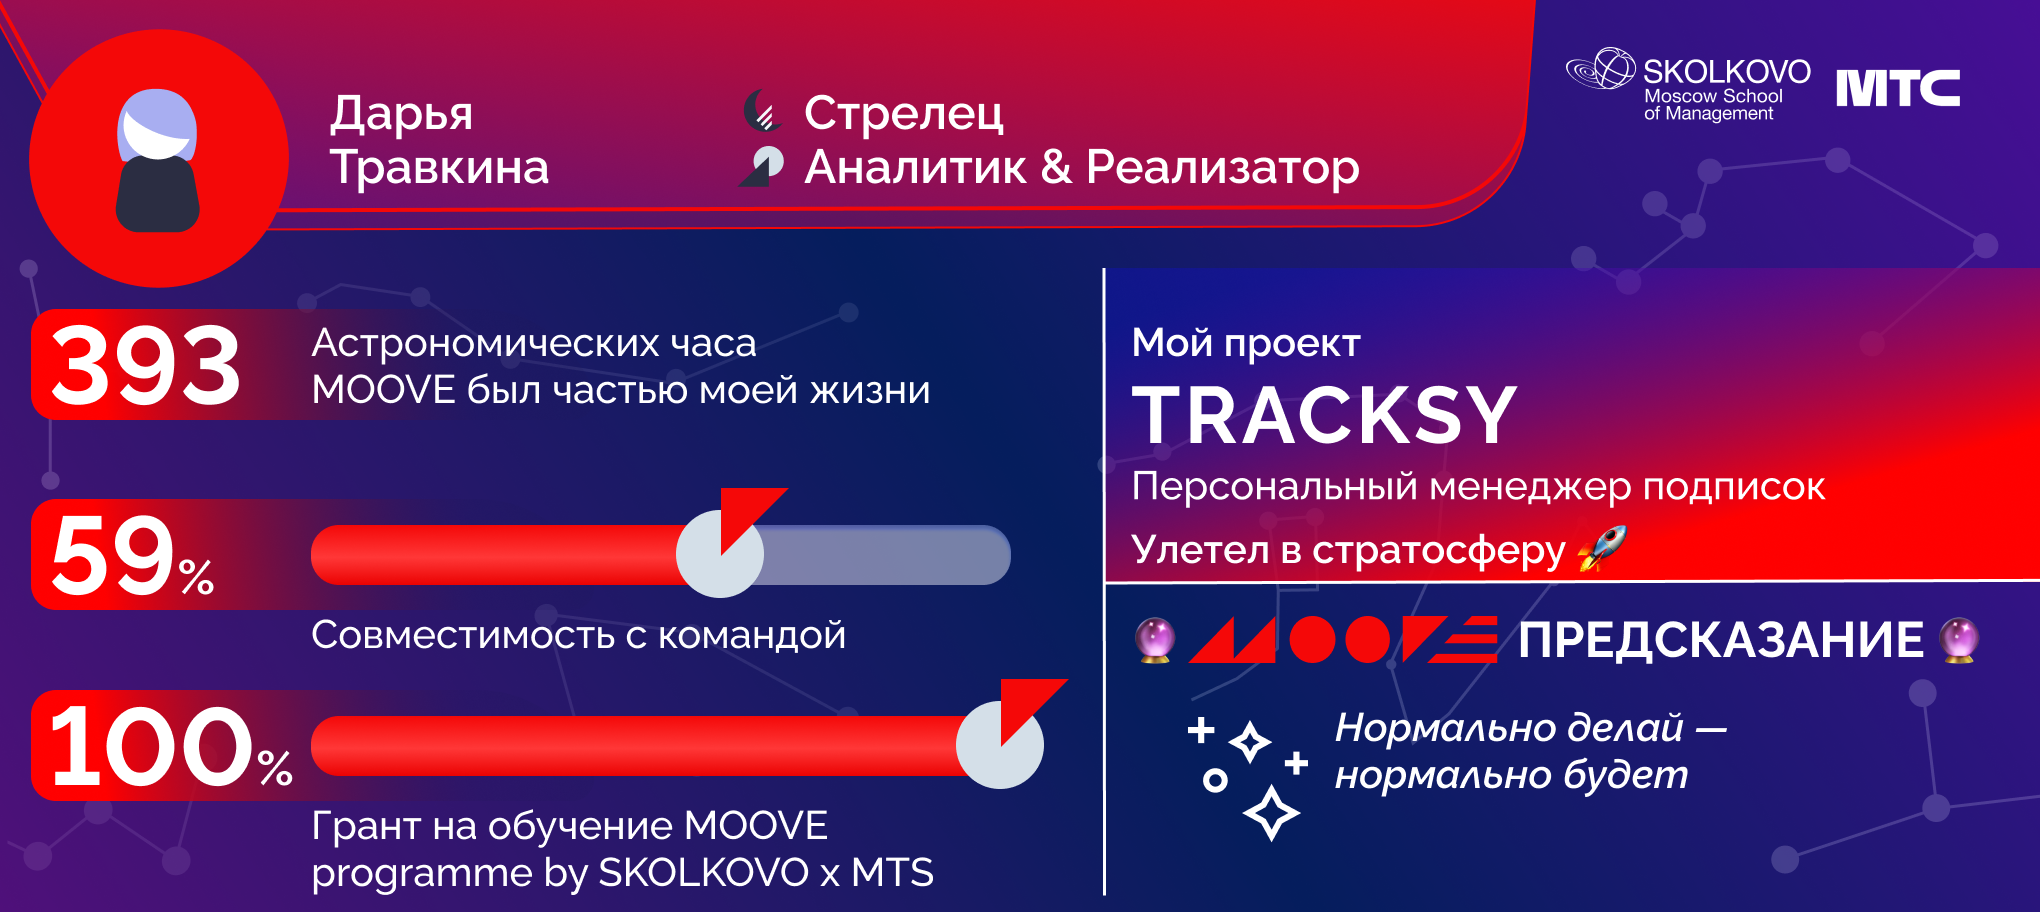 Дарья
Травкина
Стрелец
Аналитик & Реализатор
SKOLKOVO
Moscow School
of Management
МТС
393
Астрономических часа
MOOVE был частью моей жизни
59%
Совместимость с командой
100%
Грант на обучение MOOVE
programme by SKOLKOVO x MTS
Мой проект
TRACKSY
Персональный менеджер подписок
Улетел в стратосферу 🚀
🔮 MOOVE ПРЕДСКАЗАНИЕ 🔮
Нормально делай —
нормально будет